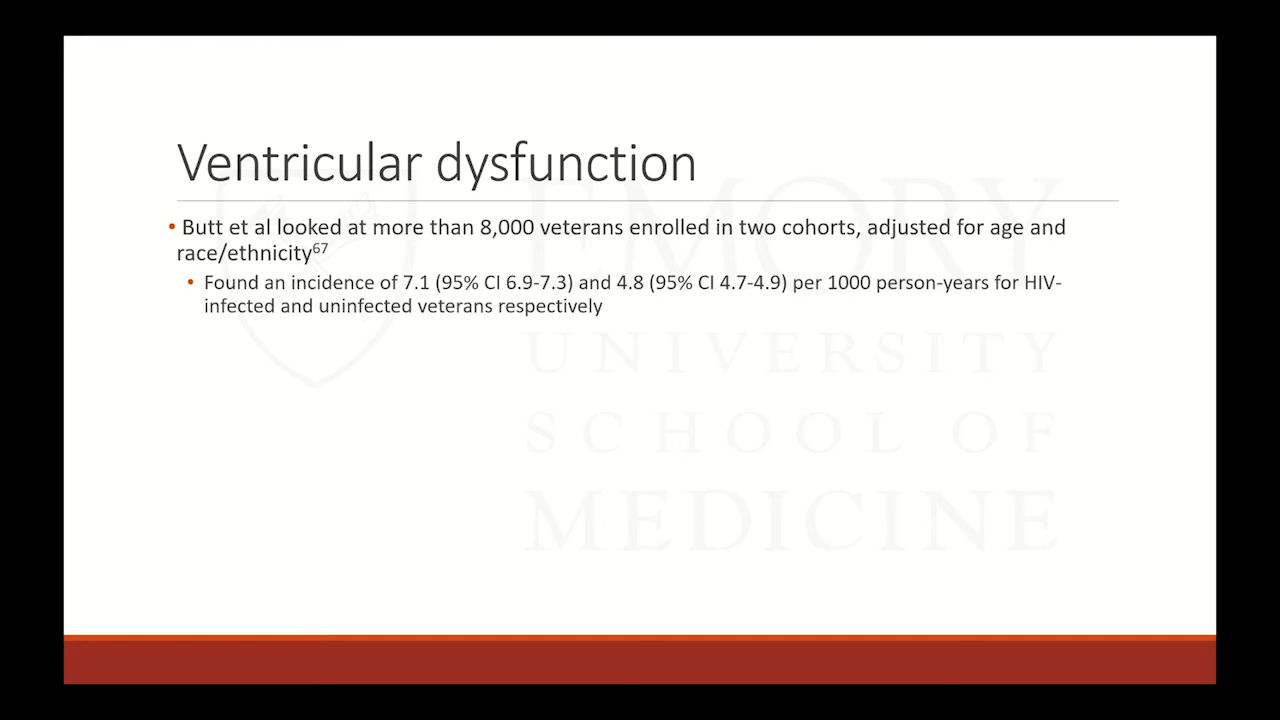 Ventricular dysfunction
• Butt et al looked at more than 8,000 veterans enrolled in two cohorts, adjusted for age and
race/ethnicity67
• Found an incidence of 7.1 (95% CI 6.9-7.3) and 4.8 (95% CI 4.7-4.9) per 1000 person-years for HIV-
infected and uninfected veterans respectively
EMORY
UNIVERSITY
SCHOOL OF
MEDICINE